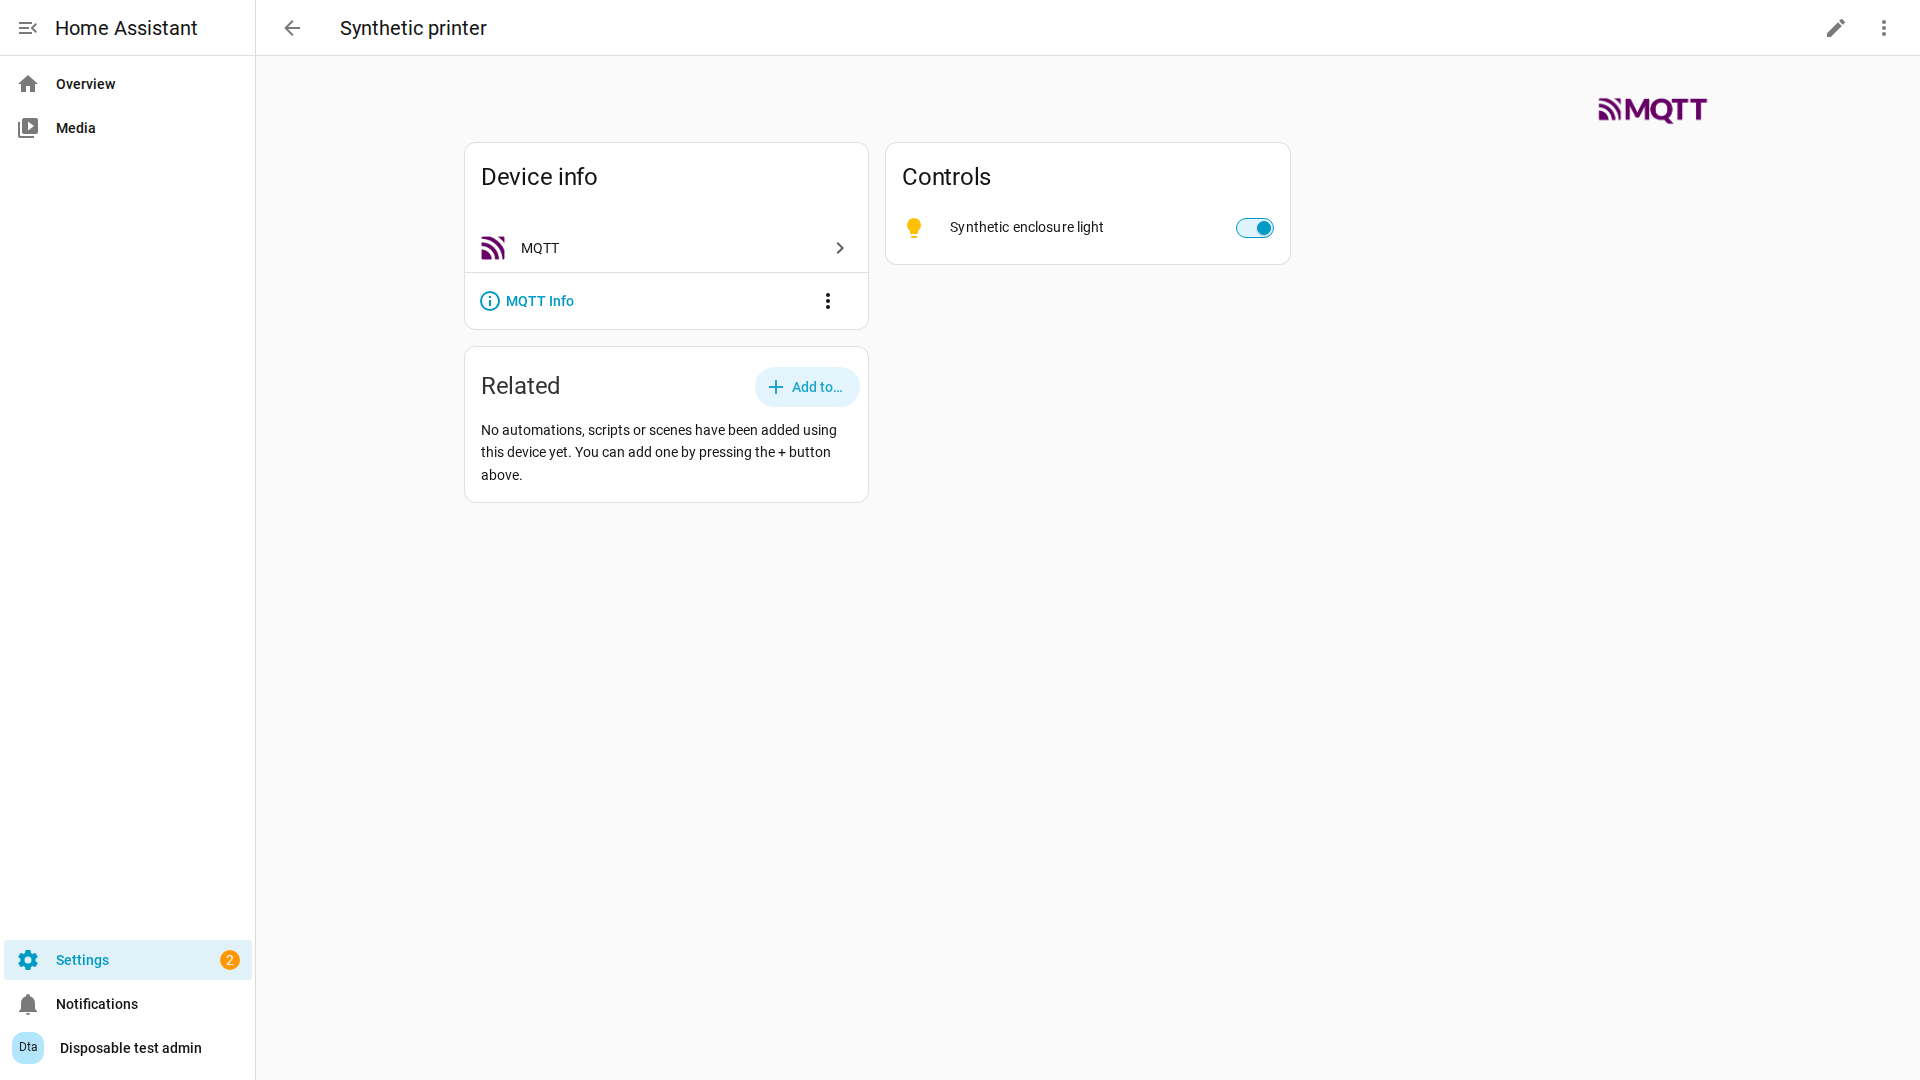 Home Assistant
Synthetic printer
Overview
Media
MQTT
Device info
MQTT
MQTT Info
Controls
Synthetic enclosure light
Related
Add to...
No automations, scripts or scenes have been added using
this device yet. You can add one by pressing the + button
above.
Settings
2
Notifications
Dta
Disposable test admin